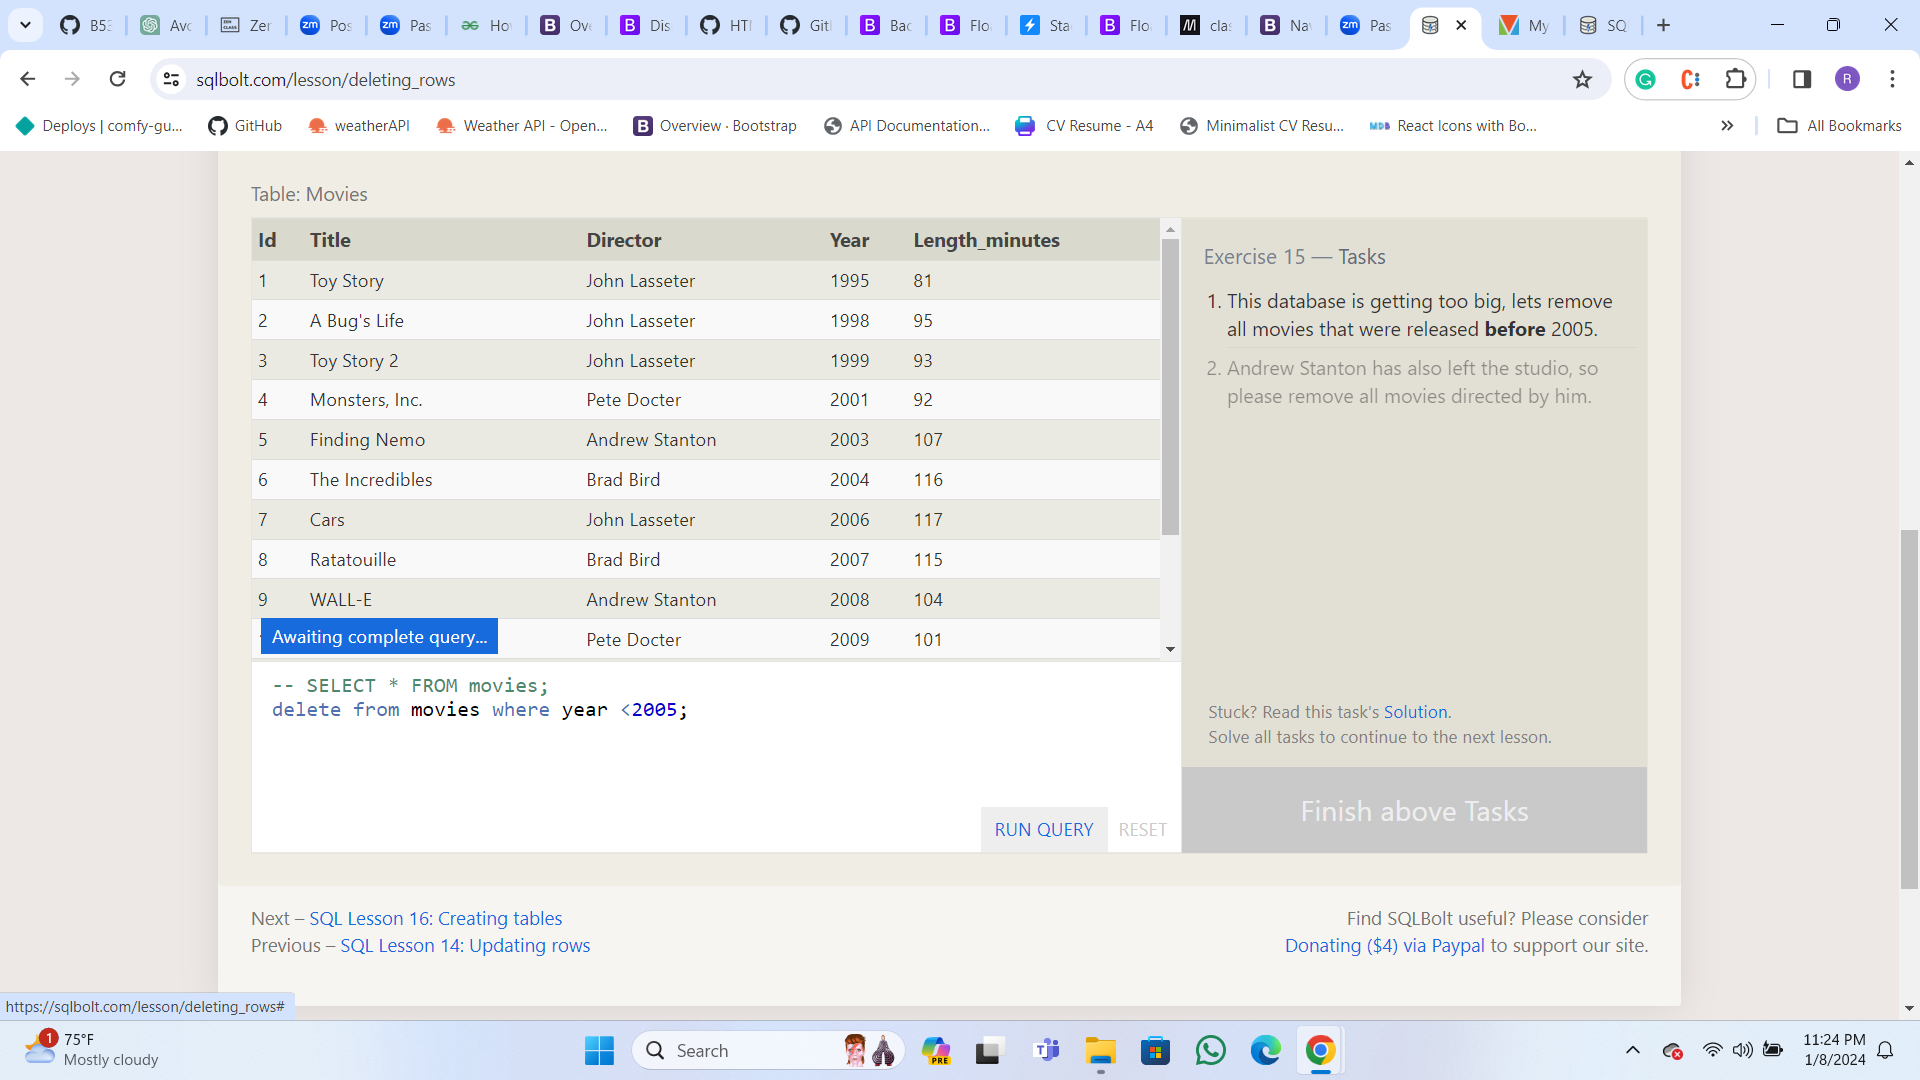 B53
Avc
Zer
Pos
Pas
Ho
Ov
Dis
HTI
Gitl
Bac
Flo
Sta
Flo
clas
Na
Pas
My
SQ
sqlbolt.com/lesson/deleting_rows
R
Deploys | comfy-gu...
GitHub
weatherAPI
Weather API - Open...
Overview · Bootstrap
API Documentation...
CV Resume - A4
Minimalist CV Resu...
React Icons with Bo...
All Bookmarks
Table: Movies
Id Title Director Year Length_minutes
1 Toy Story John Lasseter 1995 81
2 A Bug's Life John Lasseter 1998 95
3 Toy Story 2 John Lasseter 1999 93
4 Monsters, Inc. Pete Docter 2001 92
5 Finding Nemo Andrew Stanton 2003 107
6 The Incredibles Brad Bird 2004 116
7 Cars John Lasseter 2006 117
8 Ratatouille Brad Bird 2007 115
9 WALL-E Andrew Stanton 2008 104
Awaiting complete query... Pete Docter 2009 101
-- SELECT * FROM movies;
delete from movies where year <2005;
RUN QUERY RESET
Exercise 15 — Tasks
1. This database is getting too big, lets remove
all movies that were released before 2005.
2. Andrew Stanton has also left the studio, so
please remove all movies directed by him.
Stuck? Read this task's Solution.
Solve all tasks to continue to the next lesson.
Finish above Tasks
Next – SQL Lesson 16: Creating tables
Previous – SQL Lesson 14: Updating rows
Find SQLBolt useful? Please consider
Donating ($4) via Paypal to support our site.
https://sqlbolt.com/lesson/deleting_rows#
1
75°F
Mostly cloudy
Search
PRE
11:24 PM
1/8/2024